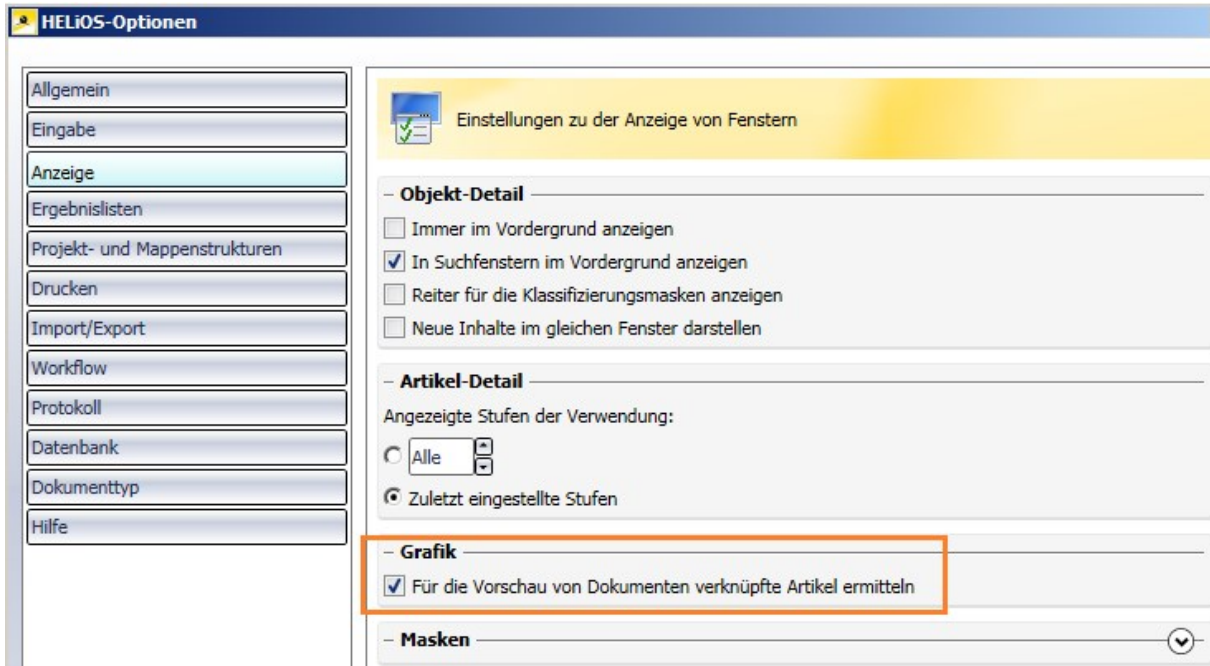 HELiOS-Optionen
Allgemein
Eingabe
Anzeige
Ergebnislisten
Projekt- und Mappenstrukturen
Drucken
Import/Export
Workflow
Protokoll
Datenbank
Dokumenttyp
Hilfe
Einstellungen zu der Anzeige von Fenstern
Objekt-Detail
Immer im Vordergrund anzeigen
In Suchfenstern im Vordergrund anzeigen
Reiter für die Klassifizierungsmasken anzeigen
Neue Inhalte im gleichen Fenster darstellen
Artikel-Detail
Angezeigte Stufen der Verwendung:
Alle
Zuletzt eingestellte Stufen
Grafik
Für die Vorschau von Dokumenten verknüpfte Artikel ermitteln
Masken